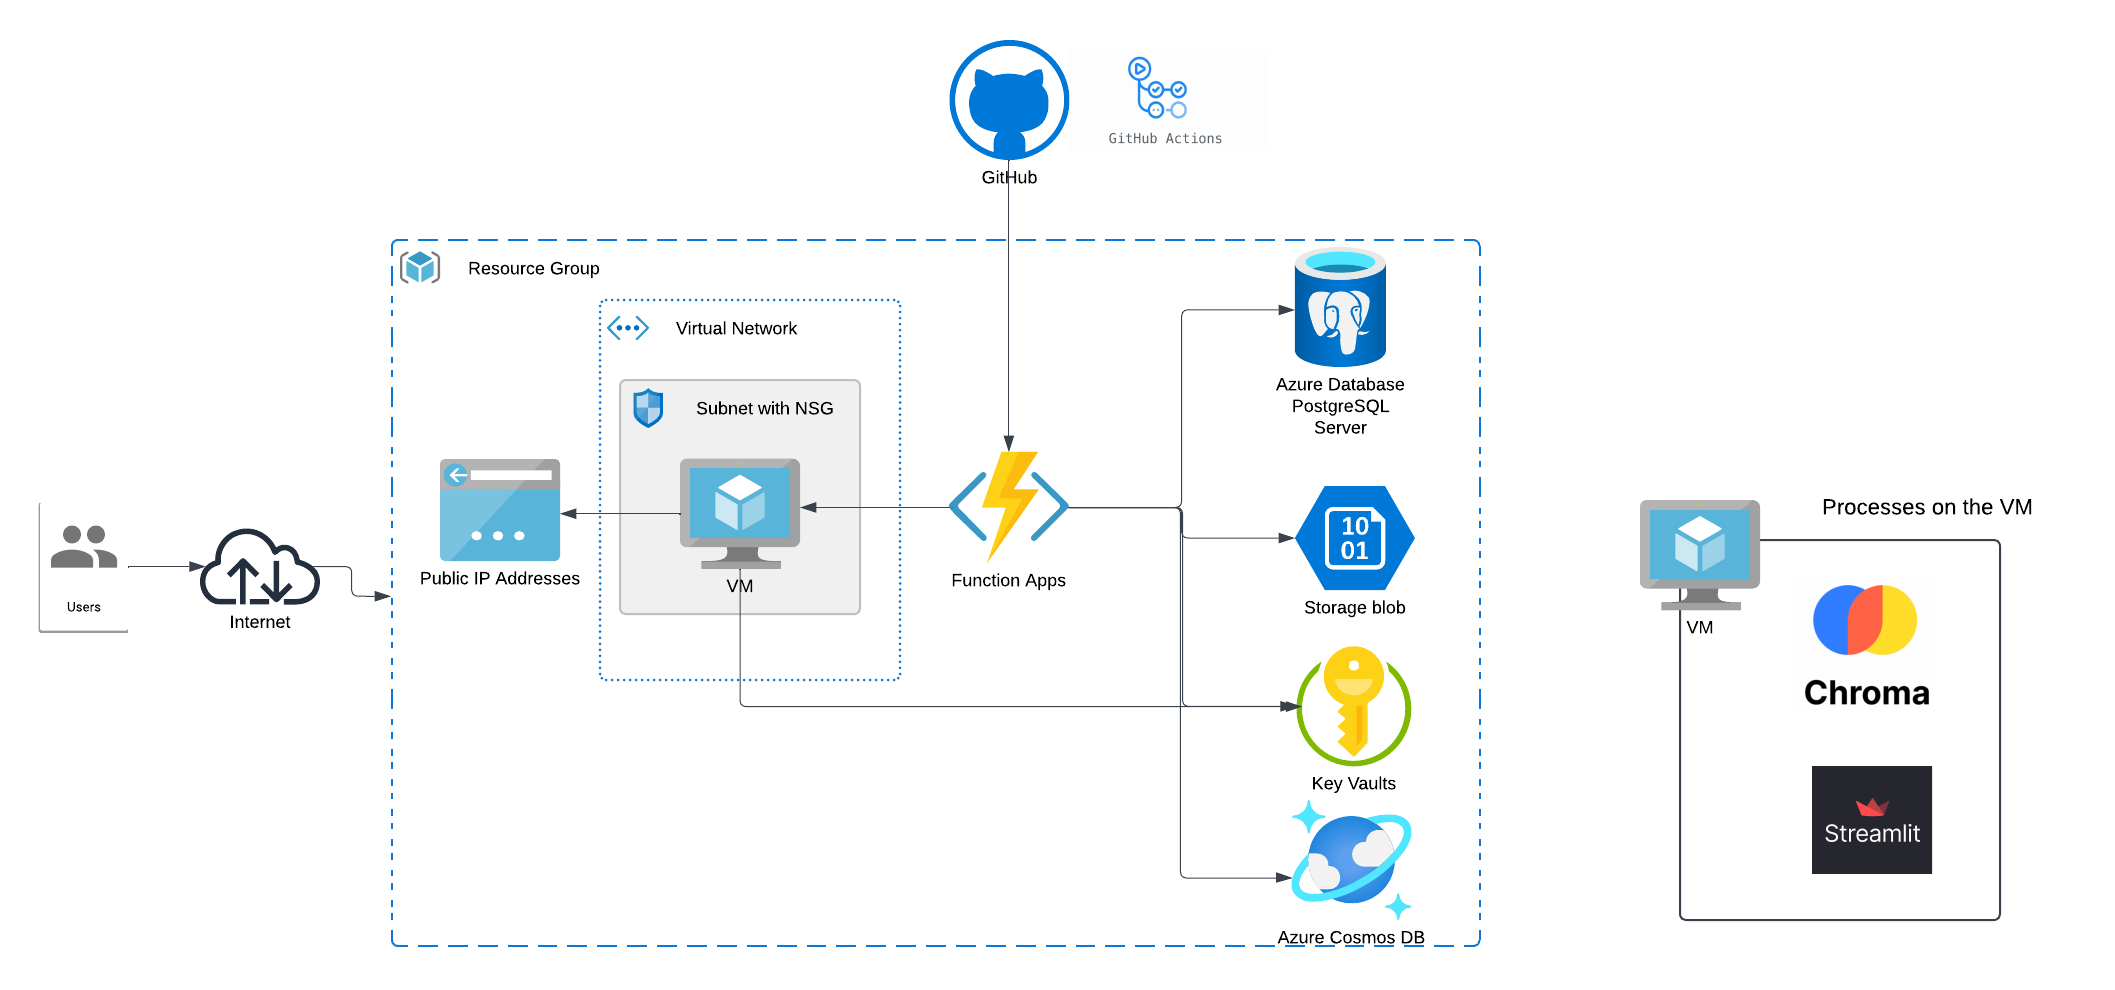 GitHub Actions
GitHub
Resource Group
Virtual Network
Subnet with NSG
VM
Public IP Addresses
Users
Internet
Function Apps
Azure Database
PostgreSQL
Server
10
01
Storage blob
Key Vaults
Azure Cosmos DB
Processes on the VM
VM
Chroma
Streamlit